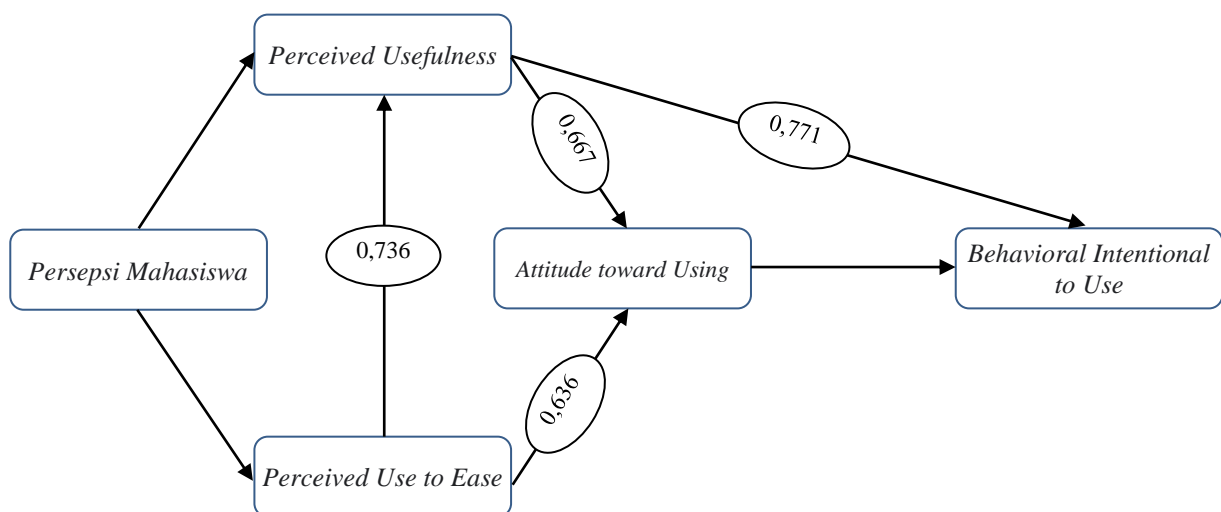 Perceived Usefulness
0,667
0,771
Persepsi Mahasiswa
0,736
Attitude toward Using
Behavioral Intentional
to Use
0,636
Perceived Use to Ease